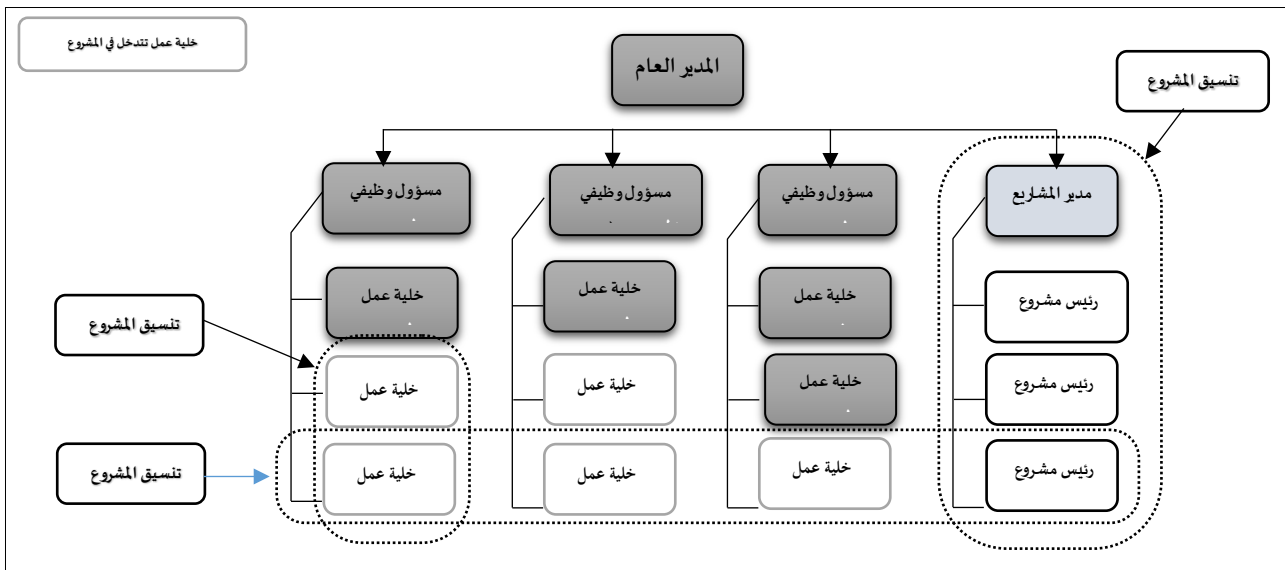 خلية عمل تتدخل في المشروع
المدير العام
تنسيق المشروع
مدير المشاريع
مسؤول وظيفي
مسؤول وظيفي
مسؤول وظيفي
رئيس مشروع
خلية عمل
خلية عمل
خلية عمل
تنسيق المشروع
رئيس مشروع
خلية عمل
خلية عمل
خلية عمل
تنسيق المشروع
رئيس مشروع
خلية عمل
خلية عمل
خلية عمل